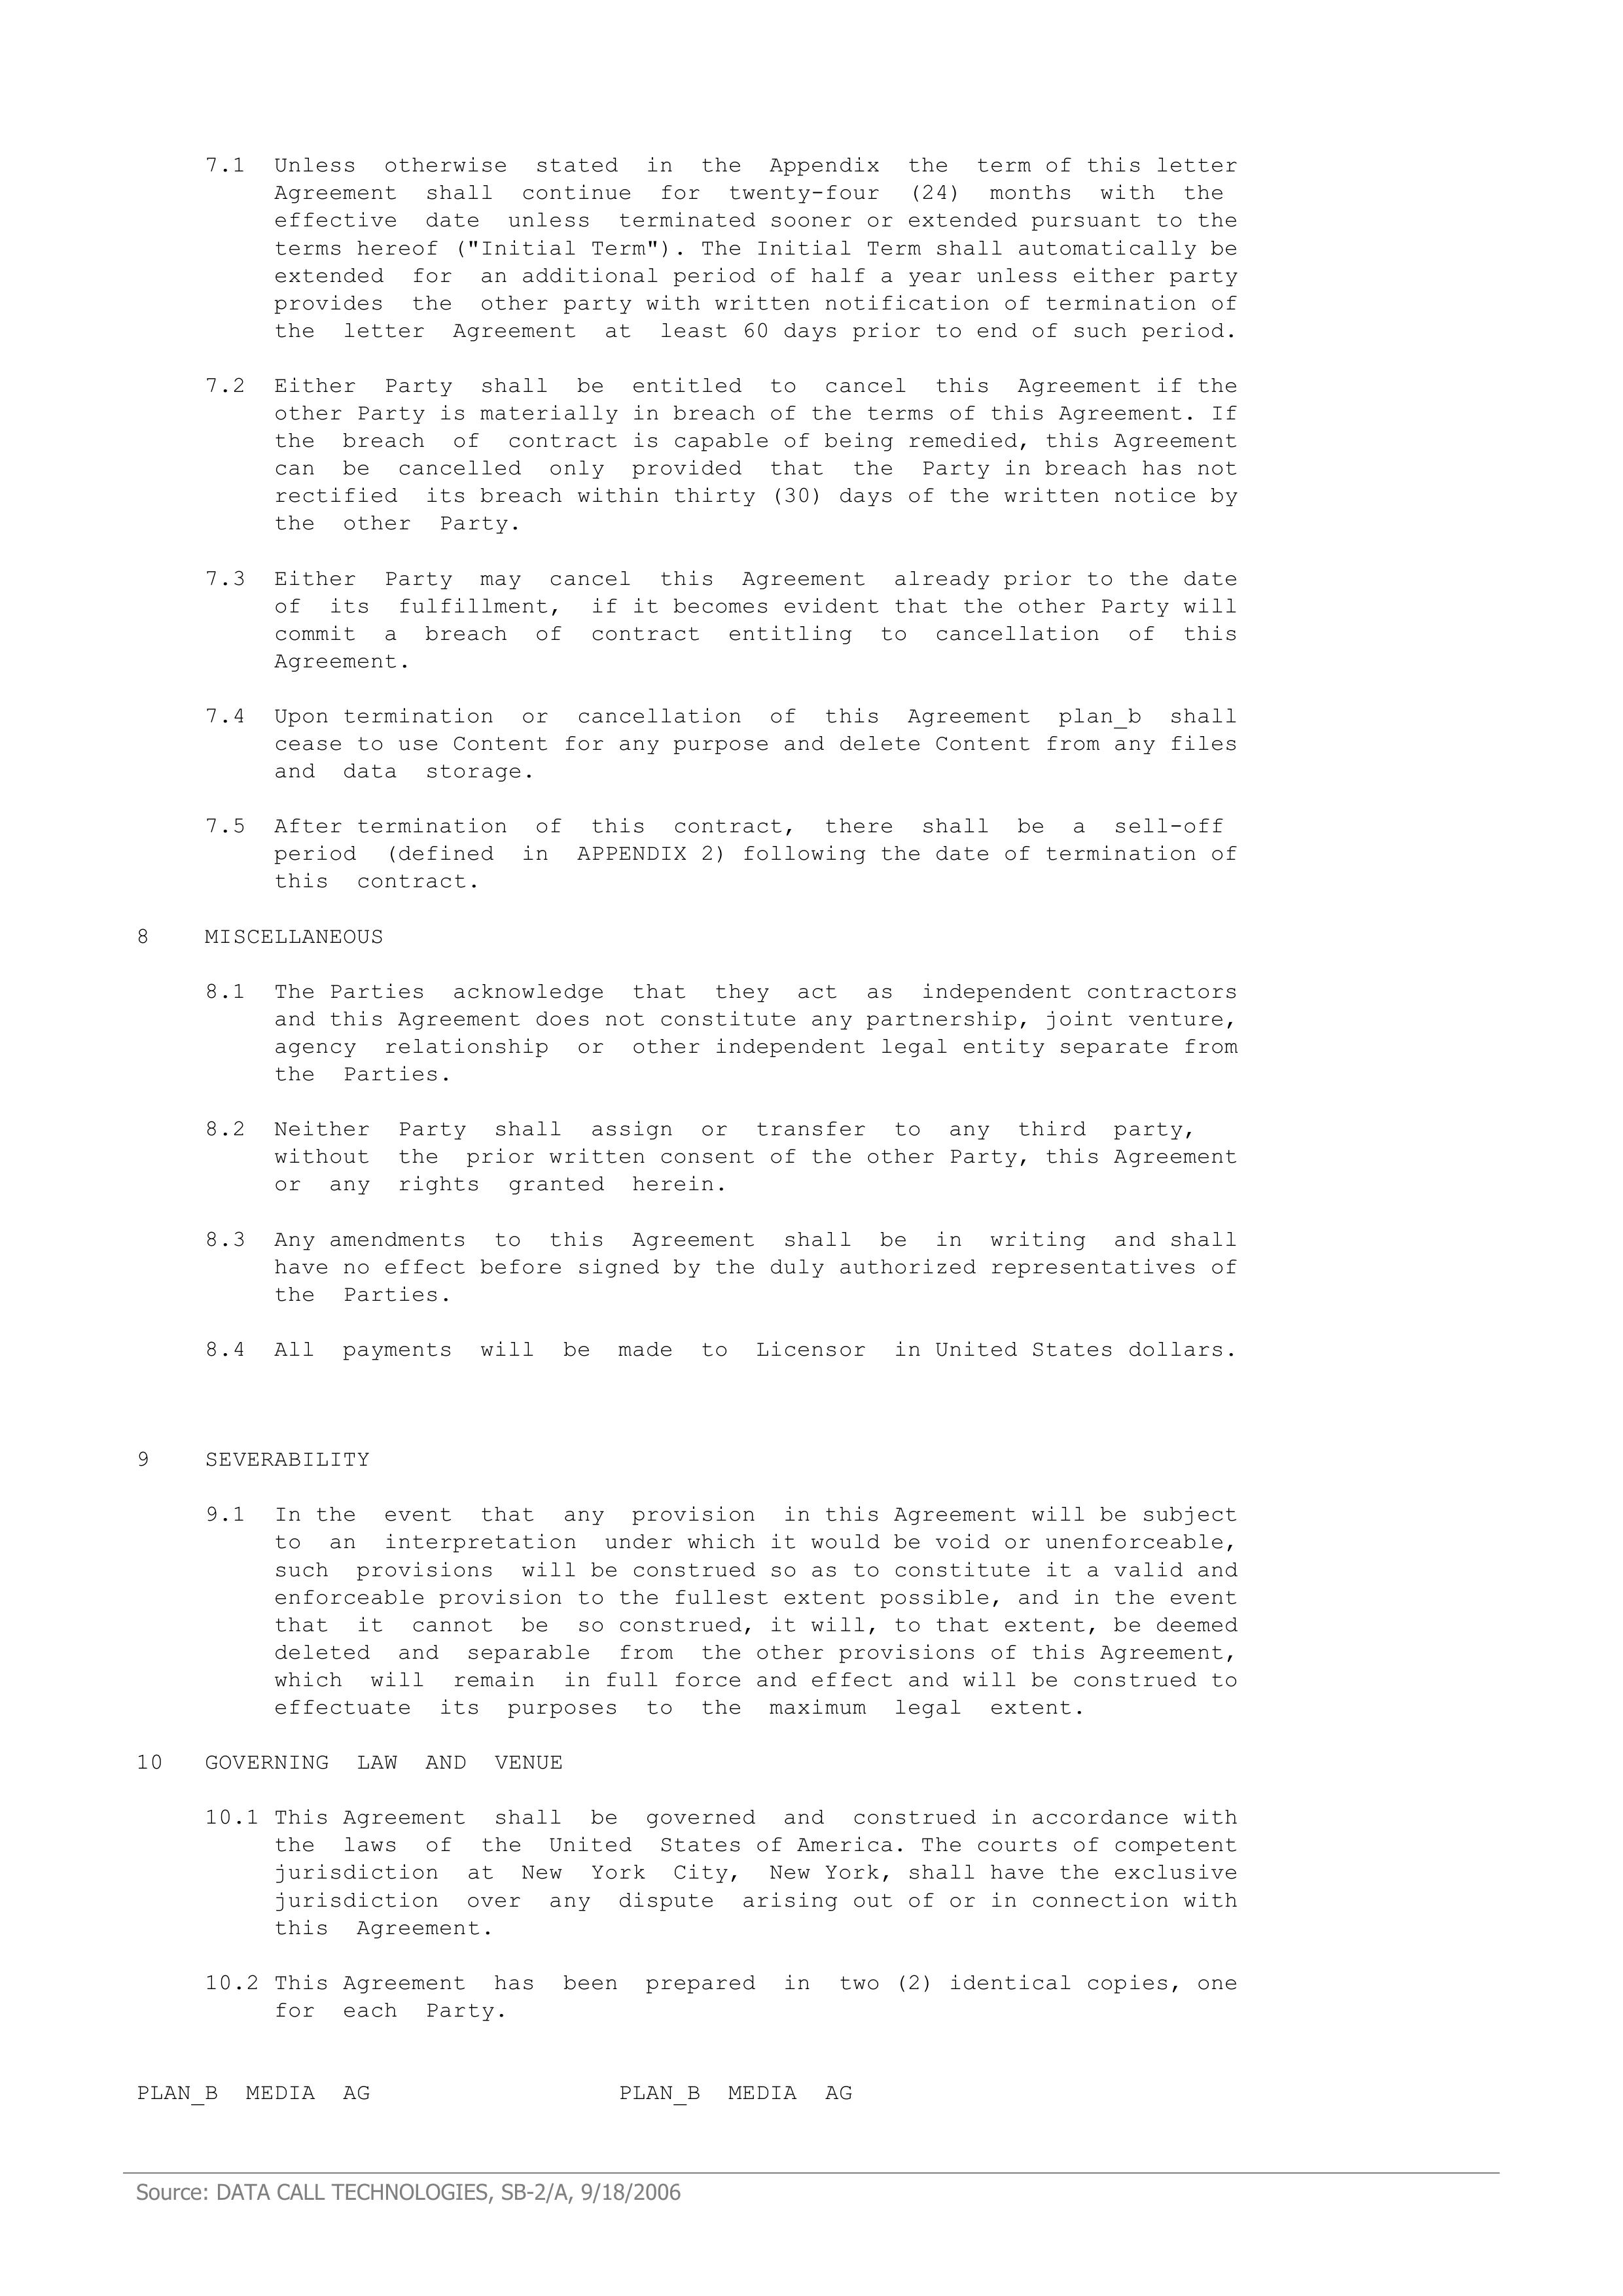 7.1 Unless otherwise stated in the Appendix the term of this letter
Agreement shall continue for twenty-four (24) months with the
effective date unless terminated sooner or extended pursuant to the
terms hereof ("Initial Term"). The Initial Term shall automatically be
extended for an additional period of half a year unless either party
provides the other party with written notification of termination of
the letter Agreement at least 60 days prior to end of such period.
7.2 Either Party shall be entitled to cancel this Agreement if the
other Party is materially in breach of the terms of this Agreement. If
the breach of contract is capable of being remedied, this Agreement
can be cancelled only provided that the Party in breach has not
rectified its breach within thirty (30) days of the written notice by
the other Party.
7.3 Either Party may cancel this Agreement already prior to the date
of its fulfillment, if it becomes evident that the other Party will
commit a breach of contract entitling to cancellation of this
Agreement.
7.4 Upon termination or cancellation of this Agreement plan_b shall
cease to use Content for any purpose and delete Content from any files
and data storage.
7.5 After termination of this contract, there shall be a sell-off
period (defined in APPENDIX 2) following the date of termination of
this contract.
8 MISCELLANEOUS
8.1 The Parties acknowledge that they act as independent contractors
and this Agreement does not constitute any partnership, joint venture,
agency relationship or other independent legal entity separate from
the Parties.
8.2 Neither Party shall assign or transfer to any third party,
without the prior written consent of the other Party, this Agreement
or any rights granted herein.
8.3 Any amendments to this Agreement shall be in writing and shall
have no effect before signed by the duly authorized representatives of
the Parties.
8.4 All payments will be made to Licensor in United States dollars.
9 SEVERABILITY
9.1 In the event that any provision in this Agreement will be subject
to an interpretation under which it would be void or unenforceable,
such provisions will be construed so as to constitute it a valid and
enforceable provision to the fullest extent possible, and in the event
that it cannot be so construed, it will, to that extent, be deemed
deleted and separable from the other provisions of this Agreement,
which will remain in full force and effect and will be construed to
effectuate its purposes to the maximum legal extent.
10 GOVERNING LAW AND VENUE
10.1 This Agreement shall be governed and construed in accordance with
the laws of the United States of America. The courts of competent
jurisdiction at New York City, New York, shall have the exclusive
jurisdiction over any dispute arising out of or in connection with
this Agreement.
10.2 This Agreement has been prepared in two (2) identical copies, one
for each Party.
PLAN_B MEDIA AG PLAN_B MEDIA AG
Source: DATA CALL TECHNOLOGIES, SB-2/A, 9/18/2006